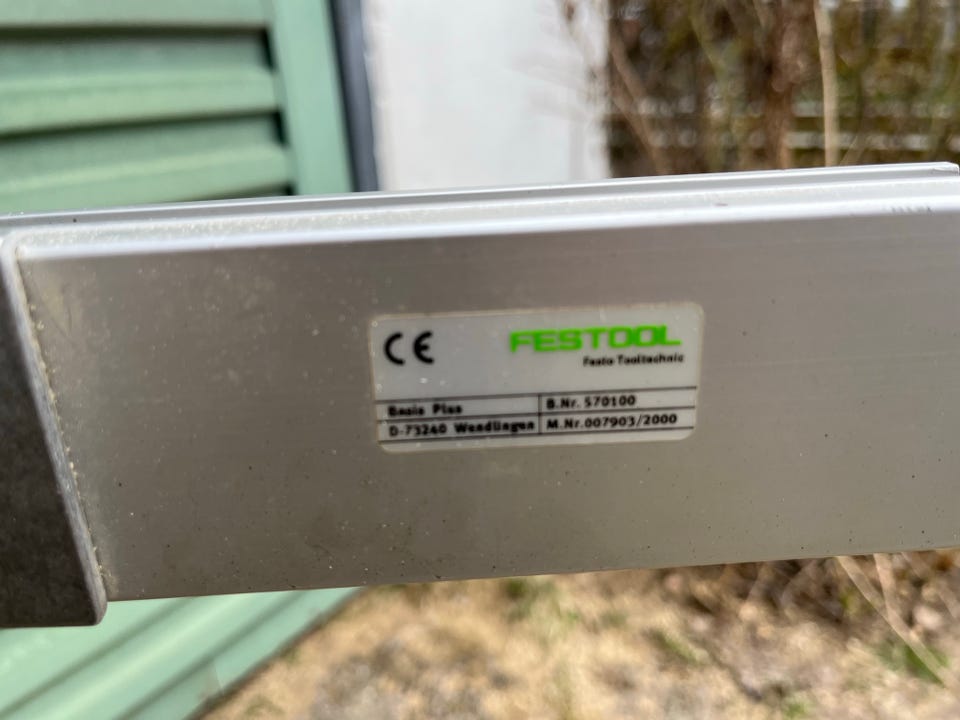 CE FESTOOL
Festo Tooltechnic
Basis Plus B.Nr. 570100
D-73240 Wendlingen M.Nr.007903/2000